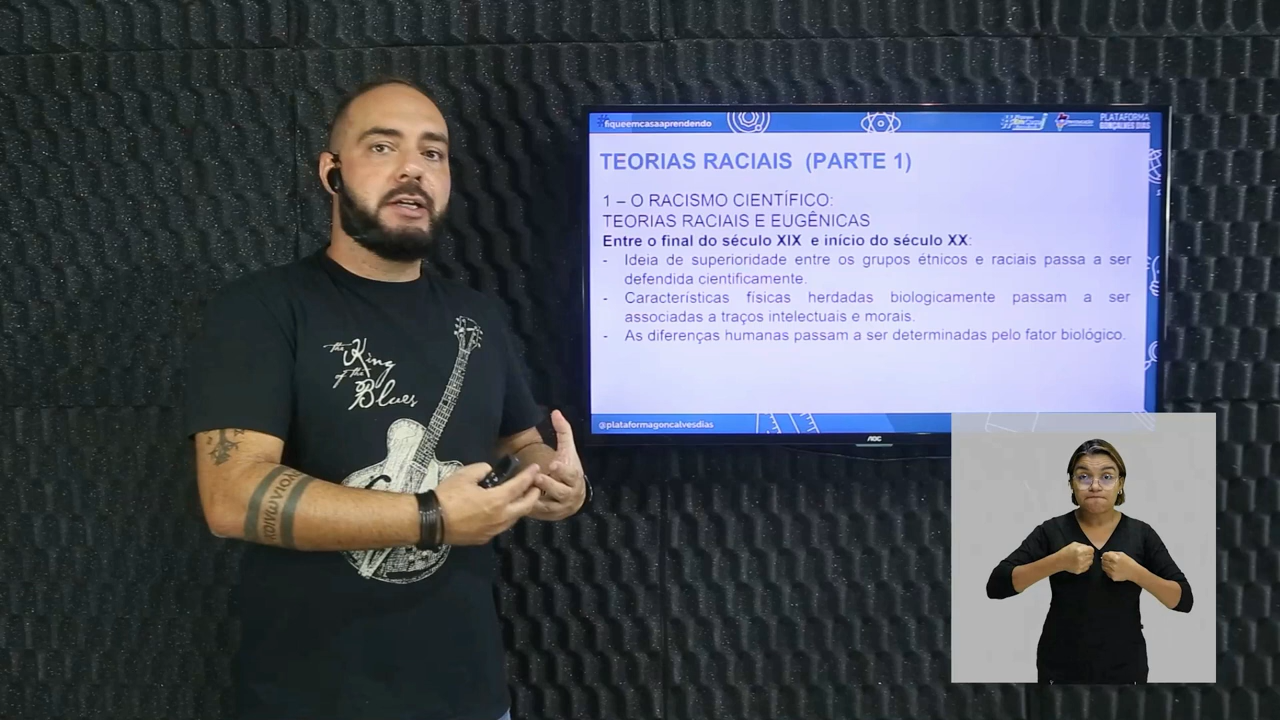 #fiqueemcasaaprendendo
PLATAFORMA
GONÇALVES DIAS
TEORIAS RACIAIS (PARTE 1)
1 – O RACISMO CIENTÍFICO:
TEORIAS RACIAIS E EUGÊNICAS
Entre o final do século XIX e início do século XX:
- Ideia de superioridade entre os grupos étnicos e raciais passa a ser
defendida cientificamente.
- Características físicas herdadas biologicamente passam a ser
associadas a traços intelectuais e morais.
- As diferenças humanas passam a ser determinadas pelo fator biológico.
@plataformagoncalvesdias
AOC
the King
of the
Blues